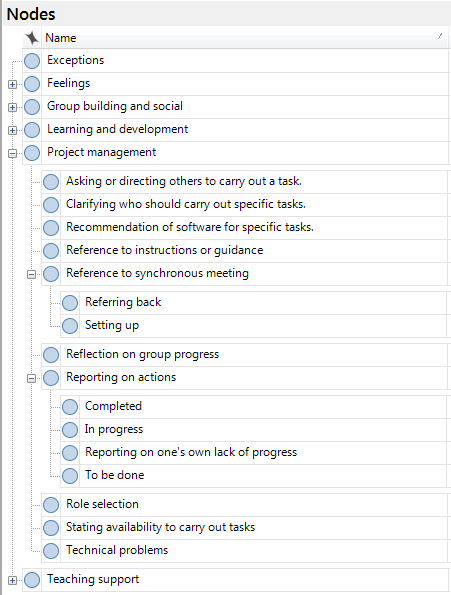 Nodes
Name
Exceptions
Feelings
Group building and social
Learning and development
Project management
Asking or directing others to carry out a task.
Clarifying who should carry out specific tasks.
Recommendation of software for specific tasks.
Reference to instructions or guidance
Reference to synchronous meeting
Referring back
Setting up
Reflection on group progress
Reporting on actions
Completed
In progress
Reporting on one's own lack of progress
To be done
Role selection
Stating availability to carry out tasks
Technical problems
Teaching support